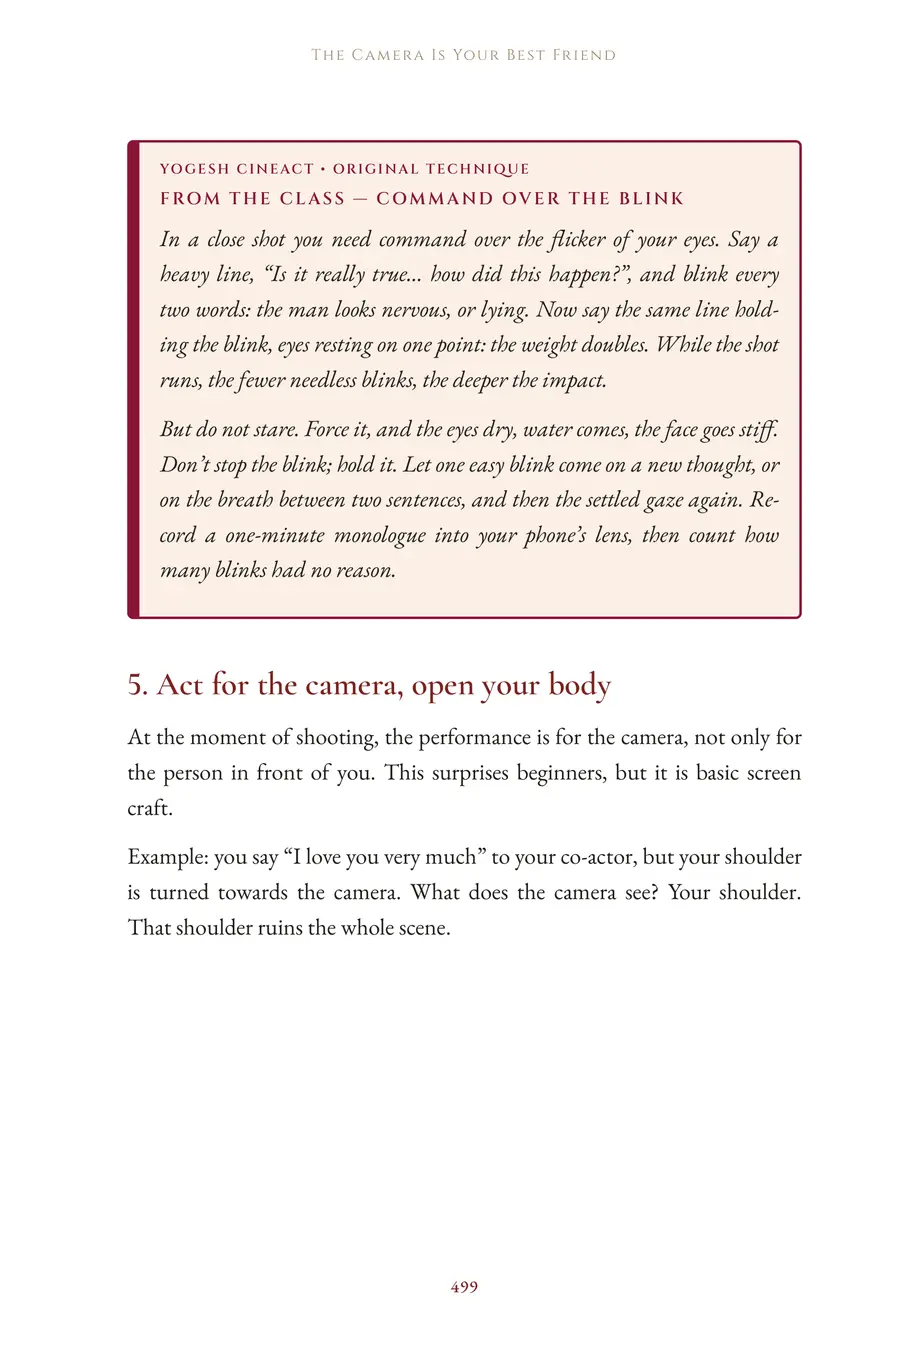 The Camera Is Your Best Friend
YOGESH CINEACT • ORIGINAL TECHNIQUE
FROM THE CLASS — COMMAND OVER THE BLINK
In a close shot you need command over the flicker of your eyes. Say a
heavy line, “Is it really true... how did this happen?”, and blink every
two words: the man looks nervous, or lying. Now say the same line hold-
ing the blink, eyes resting on one point: the weight doubles. While the shot
runs, the fewer needless blinks, the deeper the impact.
But do not stare. Force it, and the eyes dry, water comes, the face goes stiff.
Don’t stop the blink; hold it. Let one easy blink come on a new thought, or
on the breath between two sentences, and then the settled gaze again. Re-
cord a one-minute monologue into your phone’s lens, then count how
many blinks had no reason.
5. Act for the camera, open your body
At the moment of shooting, the performance is for the camera, not only for
the person in front of you. This surprises beginners, but it is basic screen
craft.
Example: you say “I love you very much” to your co-actor, but your shoulder
is turned towards the camera. What does the camera see? Your shoulder.
That shoulder ruins the whole scene.
499